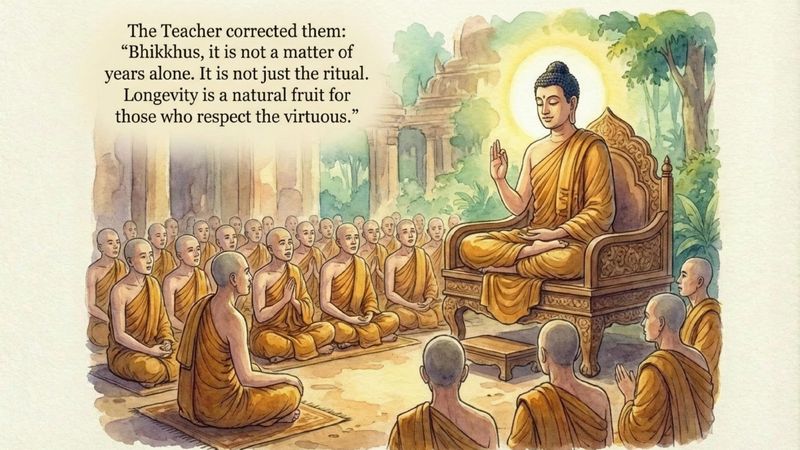 The Teacher corrected them:
“Bhikkhus, it is not a matter of
years alone. It is not just the ritual.
Longevity is a natural fruit for
those who respect the virtuous.”